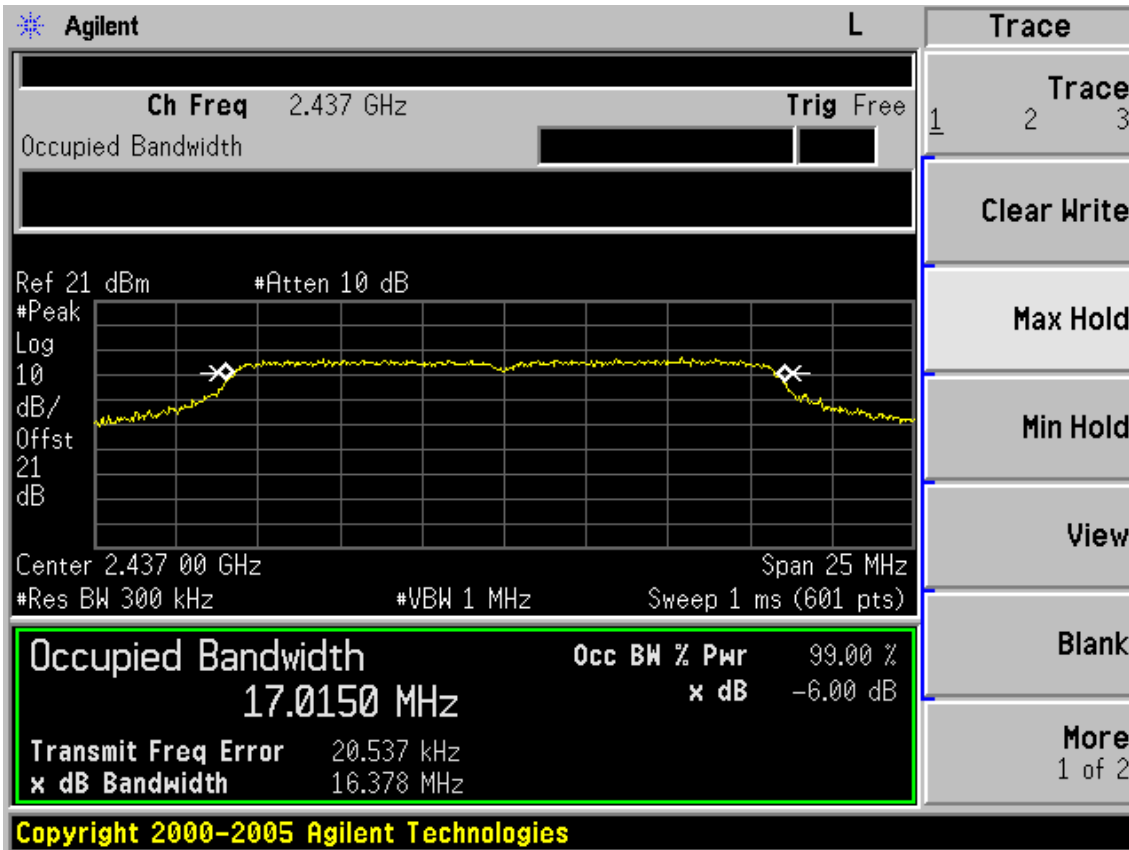 Agilent L Trace
Ch Freq 2.437 GHz Trig Free
Occupied Bandwidth
Ref 21 dBm #Atten 10 dB
#Peak
Log
10
dB/
Offst
21
dB
Center 2.437 00 GHz Span 25 MHz
#Res BW 300 kHz #VBW 1 MHz Sweep 1 ms (601 pts)
Occupied Bandwidth
17.0150 MHz
Occ BW % Pwr 99.00 %
x dB -6.00 dB
Transmit Freq Error 20.537 kHz
x dB Bandwidth 16.378 MHz
Copyright 2000-2005 Agilent Technologies
Trace
1 2 3
Clear Write
Max Hold
Min Hold
View
Blank
More
1 of 2